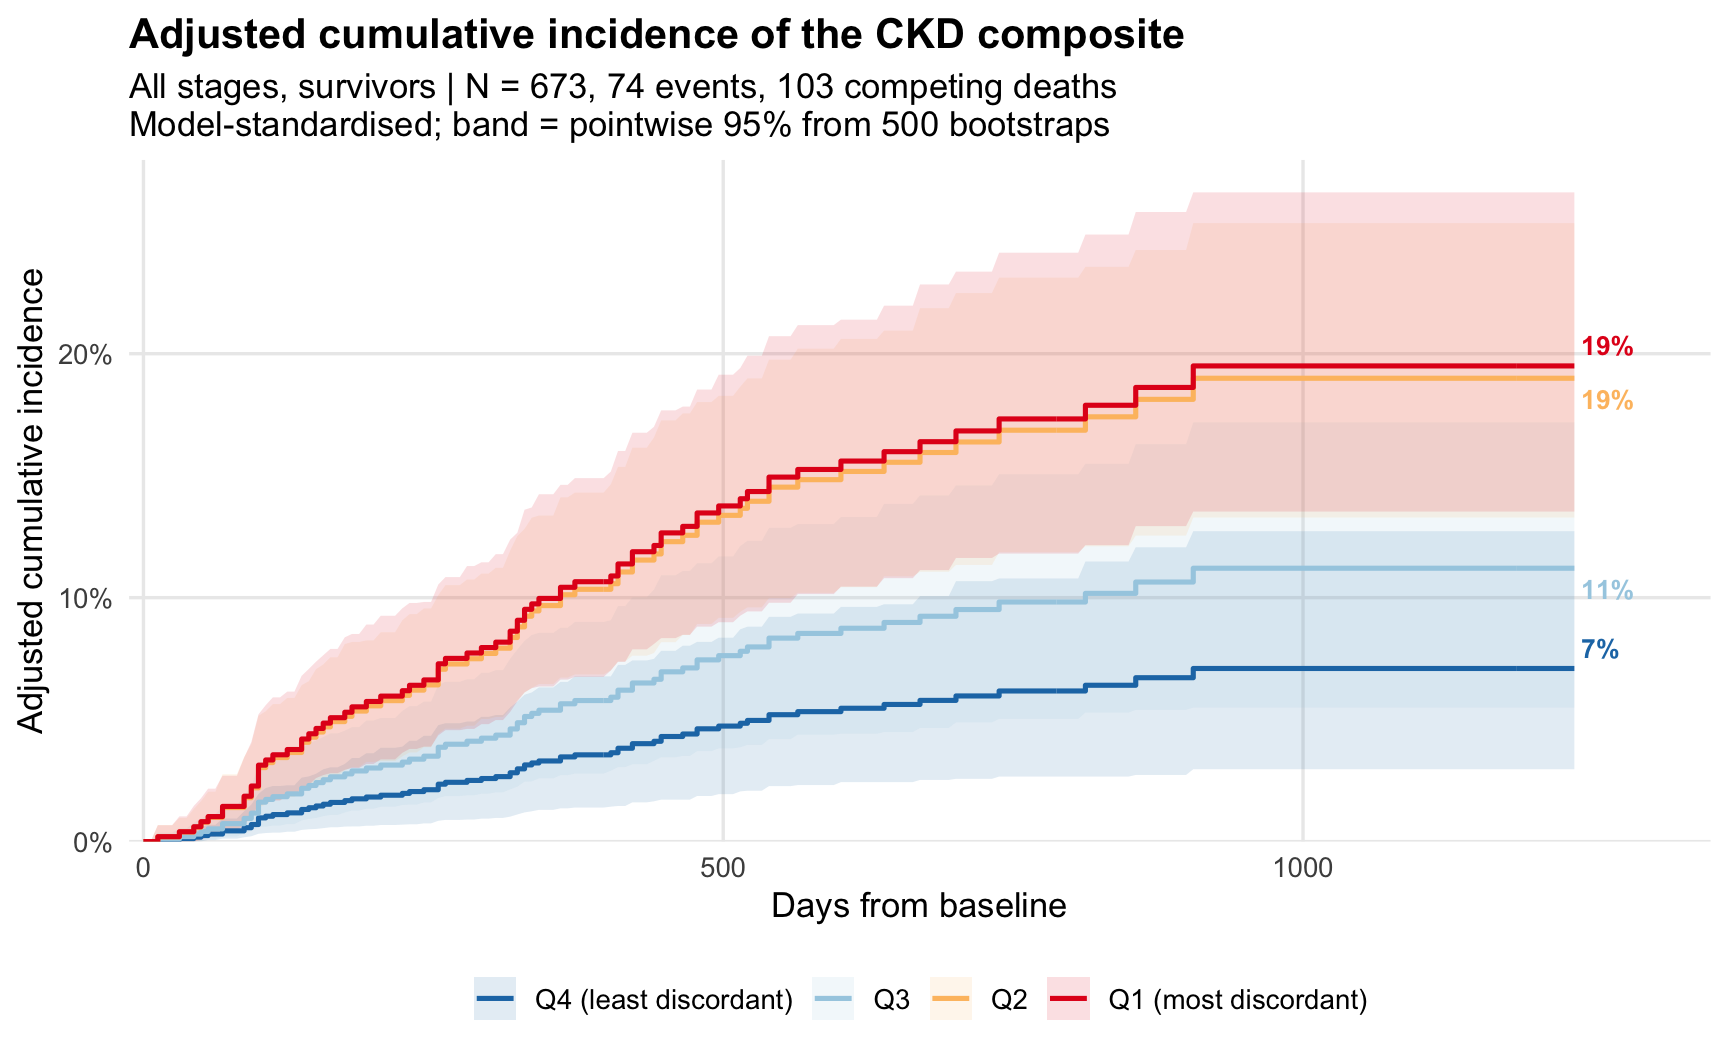 Adjusted cumulative incidence of the CKD composite
All stages, survivors | N = 673, 74 events, 103 competing deaths
Model-standardised; band = pointwise 95% from 500 bootstraps
Adjusted cumulative incidence
20%
10%
0%
19%
19%
11%
7%
0 500 1000
Days from baseline
Q4 (least discordant) Q3 Q2 Q1 (most discordant)